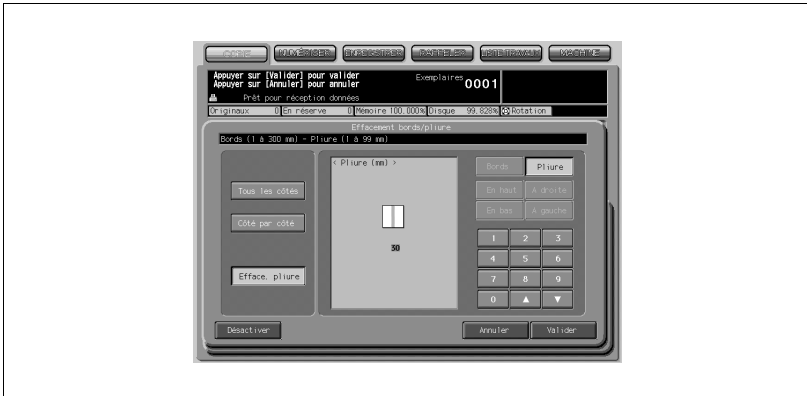 COPIE NUMÉRISER ENREGISTRER RAPPELER LISTE TRAVAUX MACHINE
Appuyer sur [Valider] pour valider
Appuyer sur [Annuler] pour annuler
Exemplaires 0001
Prêt pour réception données
Originaux 0 En réserve 0 Mémoire 100.000% Disque 99.828% Rotation
Effacement bords/pliure
Bords (1 à 300 mm) - Pliure (1 à 99 mm)
Tous les côtés
Côté par côté
Efface. pliure
< Pliure (mm) >
30
Bords Pliure
En haut A droite
En bas A gauche
1 2 3
4 5 6
7 8 9
0 ▲ ▼
Désactiver Annuler Valider